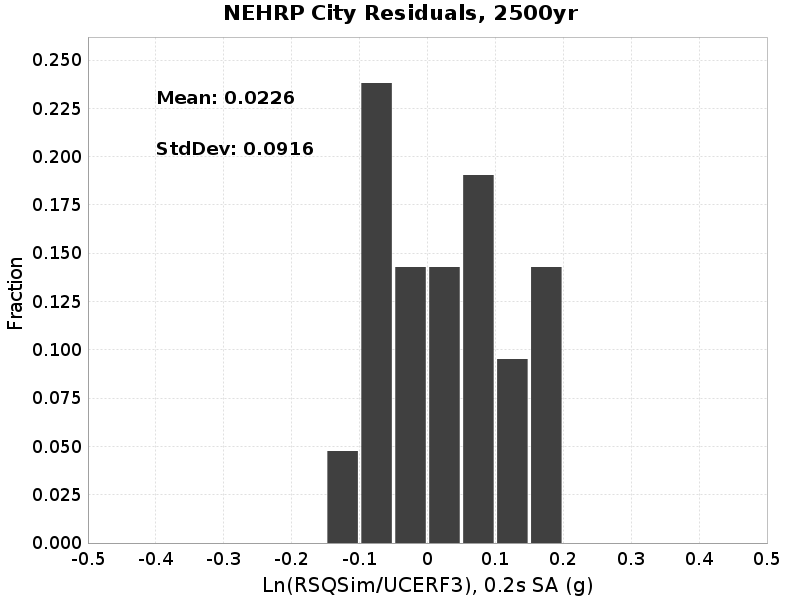 NEHRP City Residuals, 2500yr
0.250
Mean: 0.0226
0.225
StdDev: 0.0916
0.200
0.175
0.150
0.125
Fraction
0.100
0.075
0.050
0.025
0.000
-0.5 -0.4 -0.3 -0.2 -0.1 0 0.1 0.2 0.3 0.4 0.5
Ln(RSQSim/UCERF3), 0.2s SA (g)